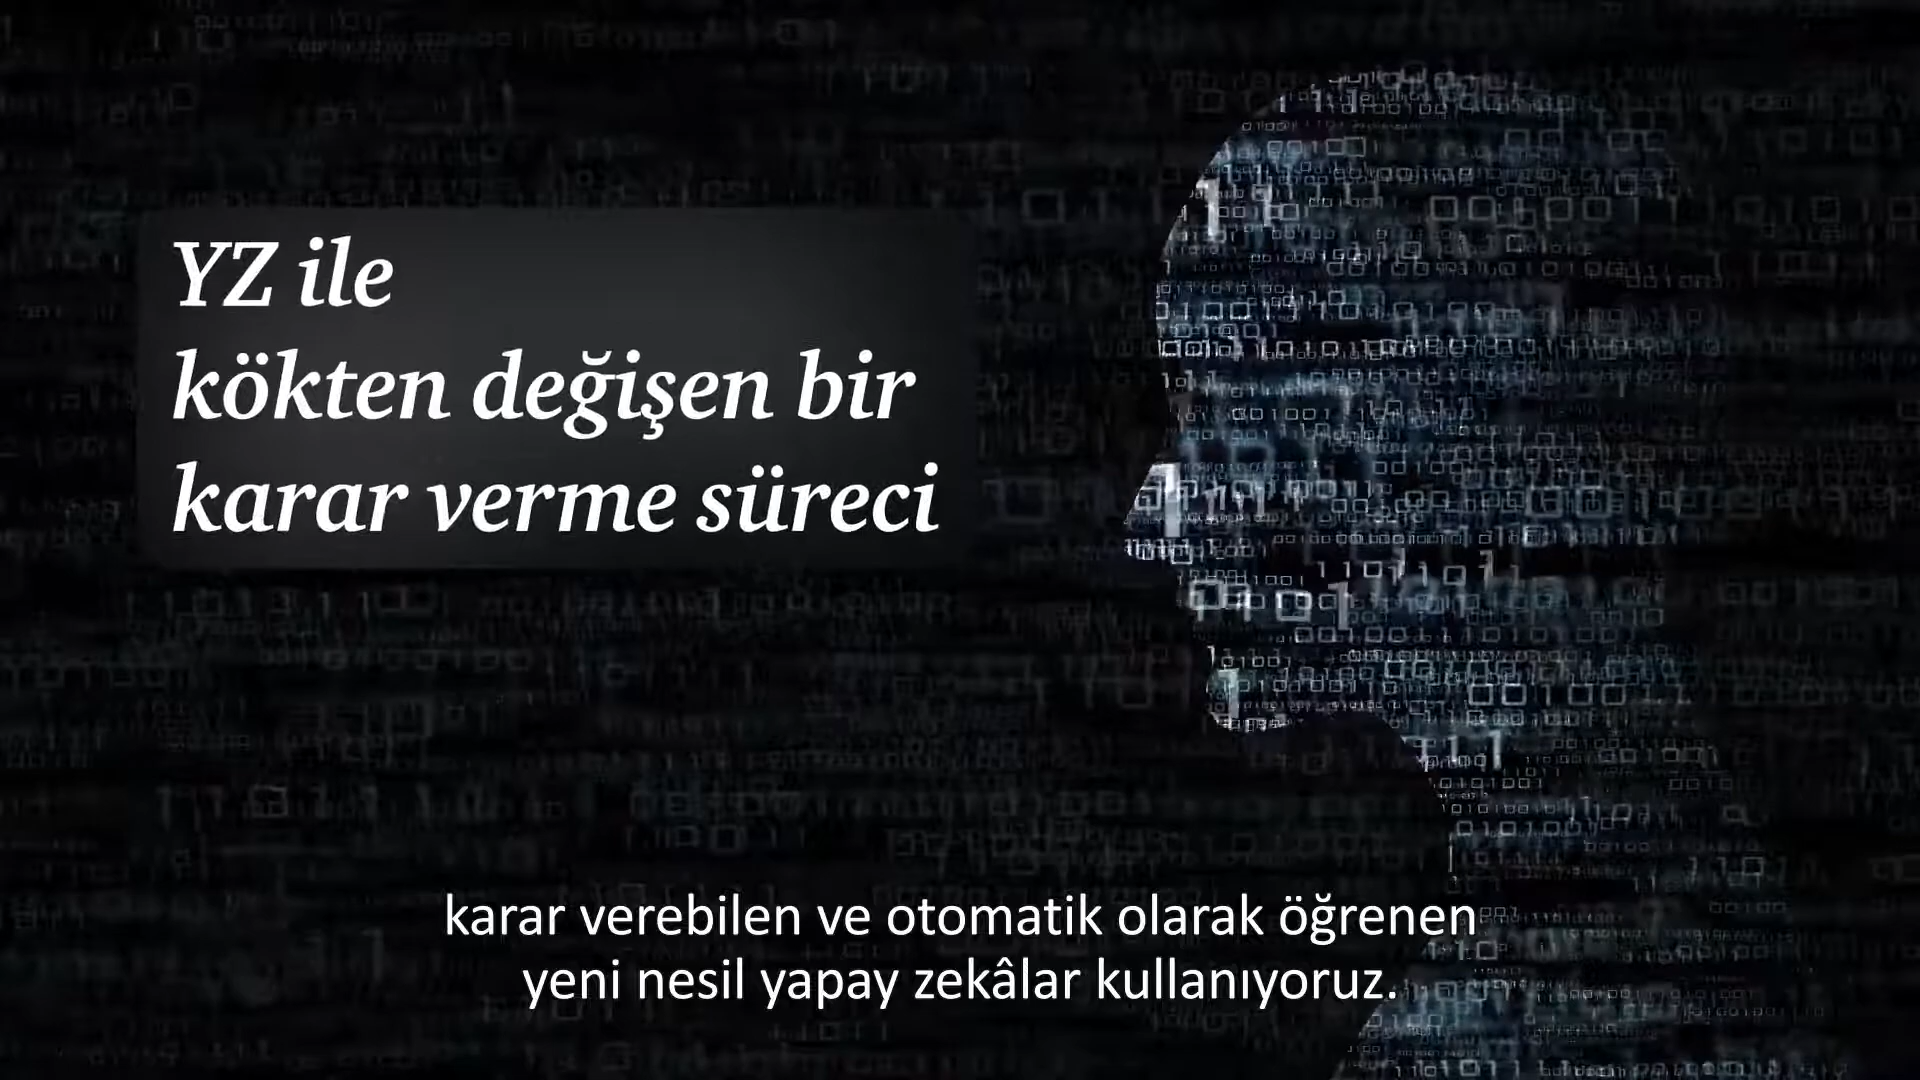 YZ ile
kökten değişen bir
karar verme süreci
karar verebilen ve otomatik olarak öğrenen
yeni nesil yapay zekâlar kullanıyoruz.